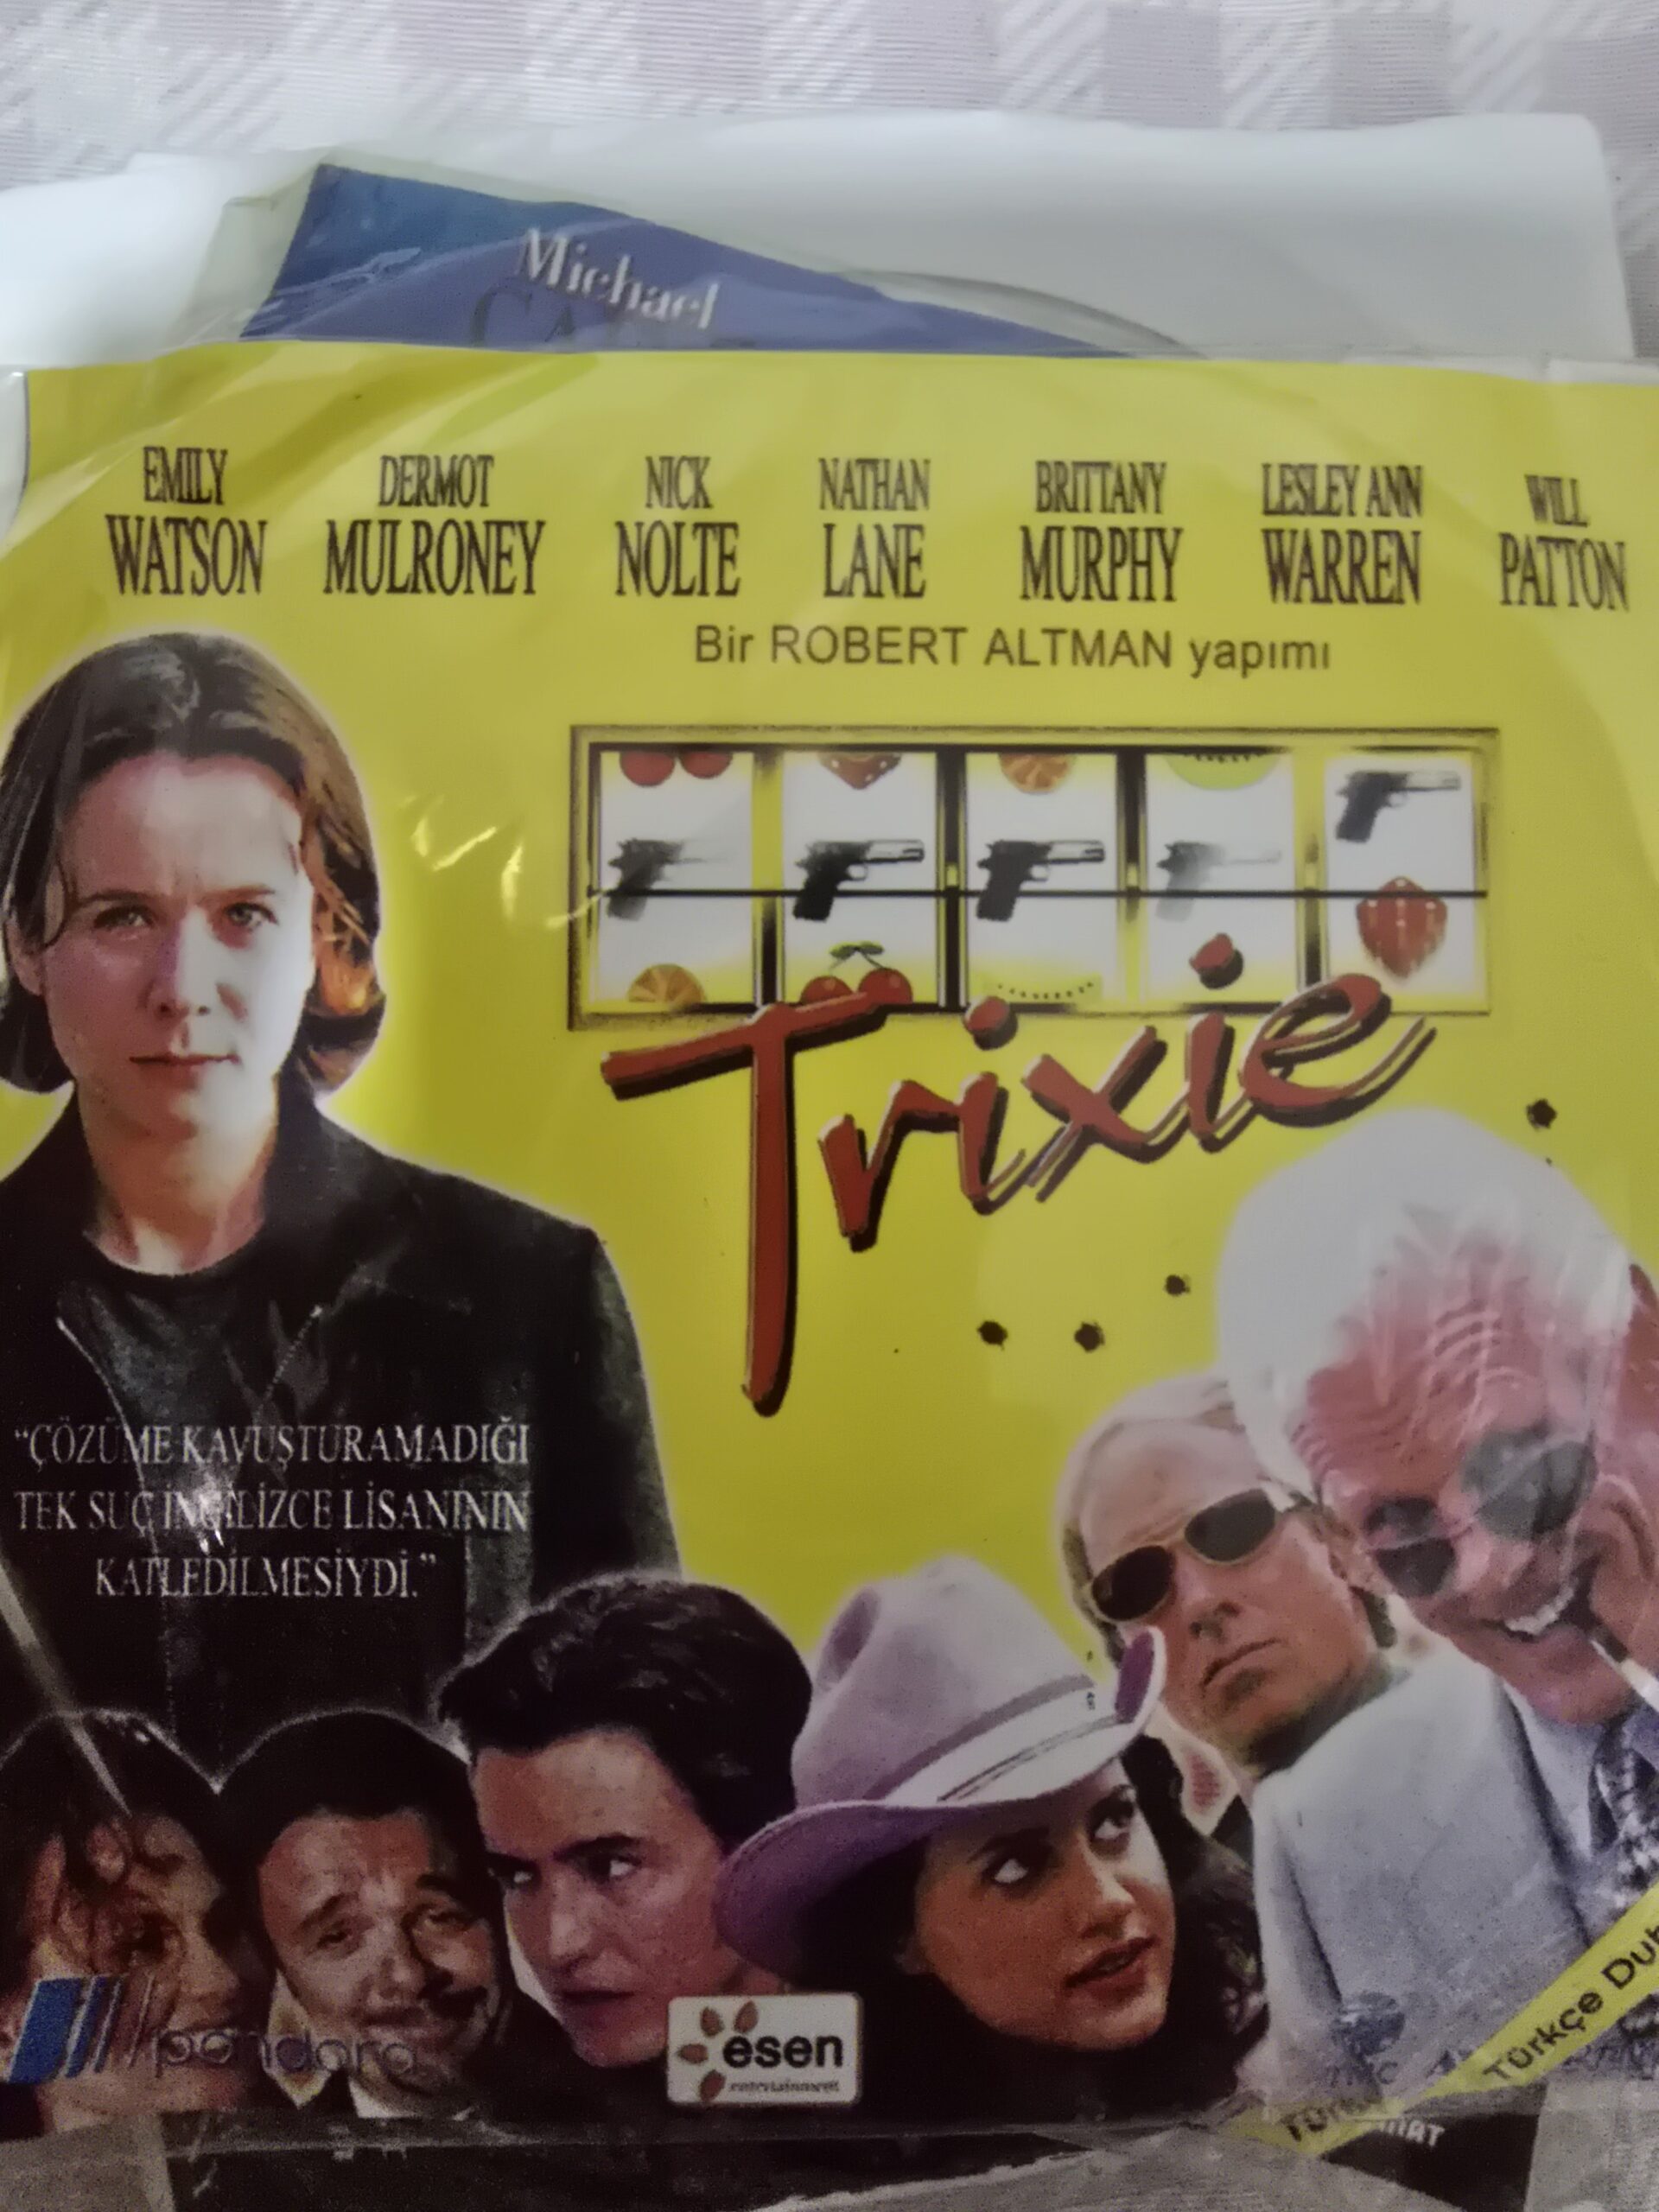 Michael
EMILY WATSON
DERMOT MULRONEY
NICK NOLTE
NATHAN LANE
BRITTANY MURPHY
LESLEY ANN WARREN
WILL PATTON
Bir ROBERT ALTMAN yapımı
Trixie
“ÇÖZÜME KAVUŞTURAMADIĞI
TEK SUÇ İNGİLİZCE LİSANININ
KATLEDİLMESİYDİ.”
pandora
esen
entertainment
Türkçe